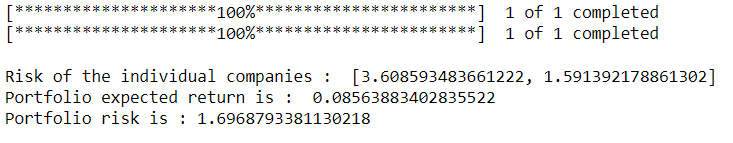 [*********************100%***********************]  1 of 1 completed
[*********************100%***********************]  1 of 1 completed
Risk of the individual companies :  [3.608593483661222, 1.591392178861302]
Portfolio expected return is :  0.08563883402835522
Portfolio risk is : 1.6968793381130218